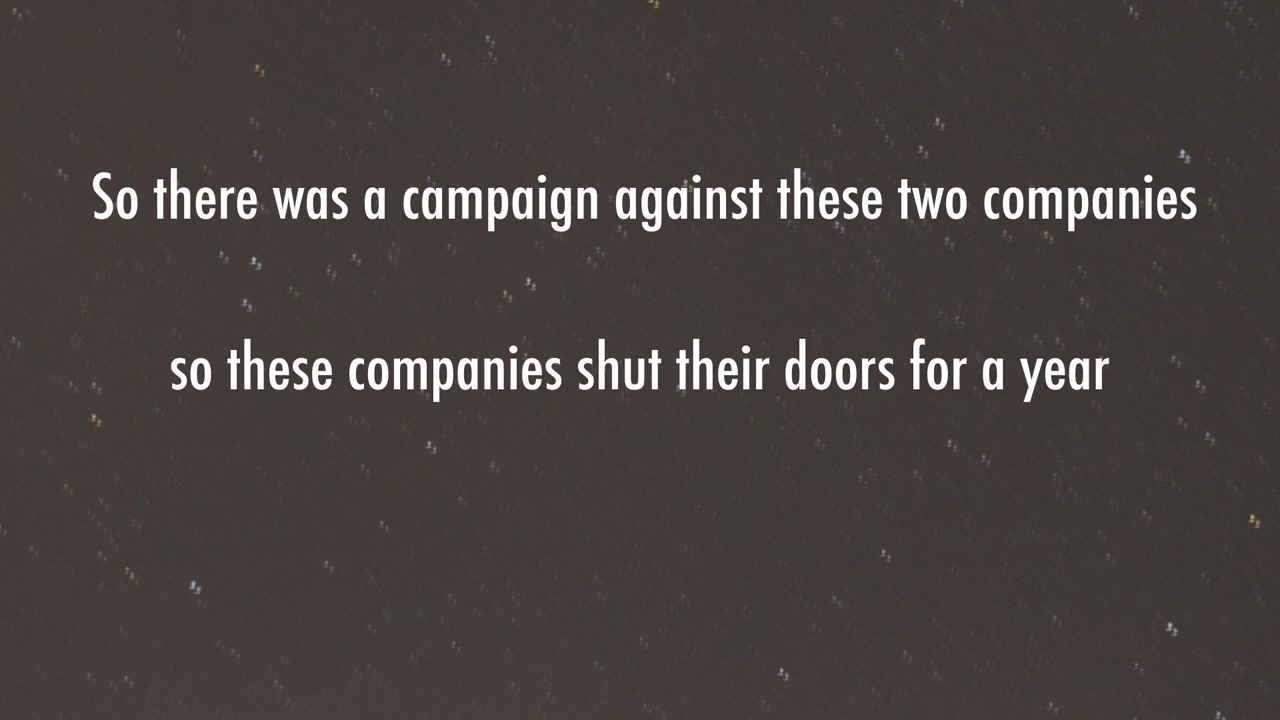 So there was a campaign against these two companies
so these companies shut their doors for a year